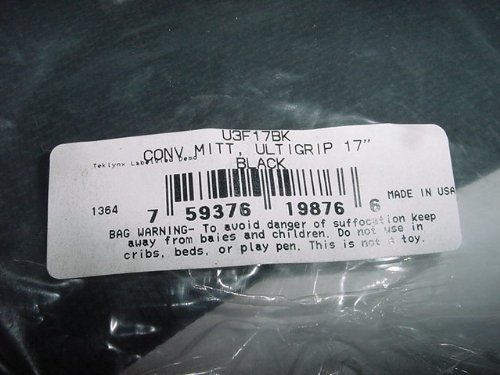 U3F17BK
CONV MITT, ULTIGRIP 17"
Teklynx Labelview Demo
BLACK
1364
7 59376 19876 6
MADE IN USA
BAG WARNING- To avoid danger of suffocation keep
away from baies and children. Do not use in
cribs, beds, or play pen. This is not a toy.